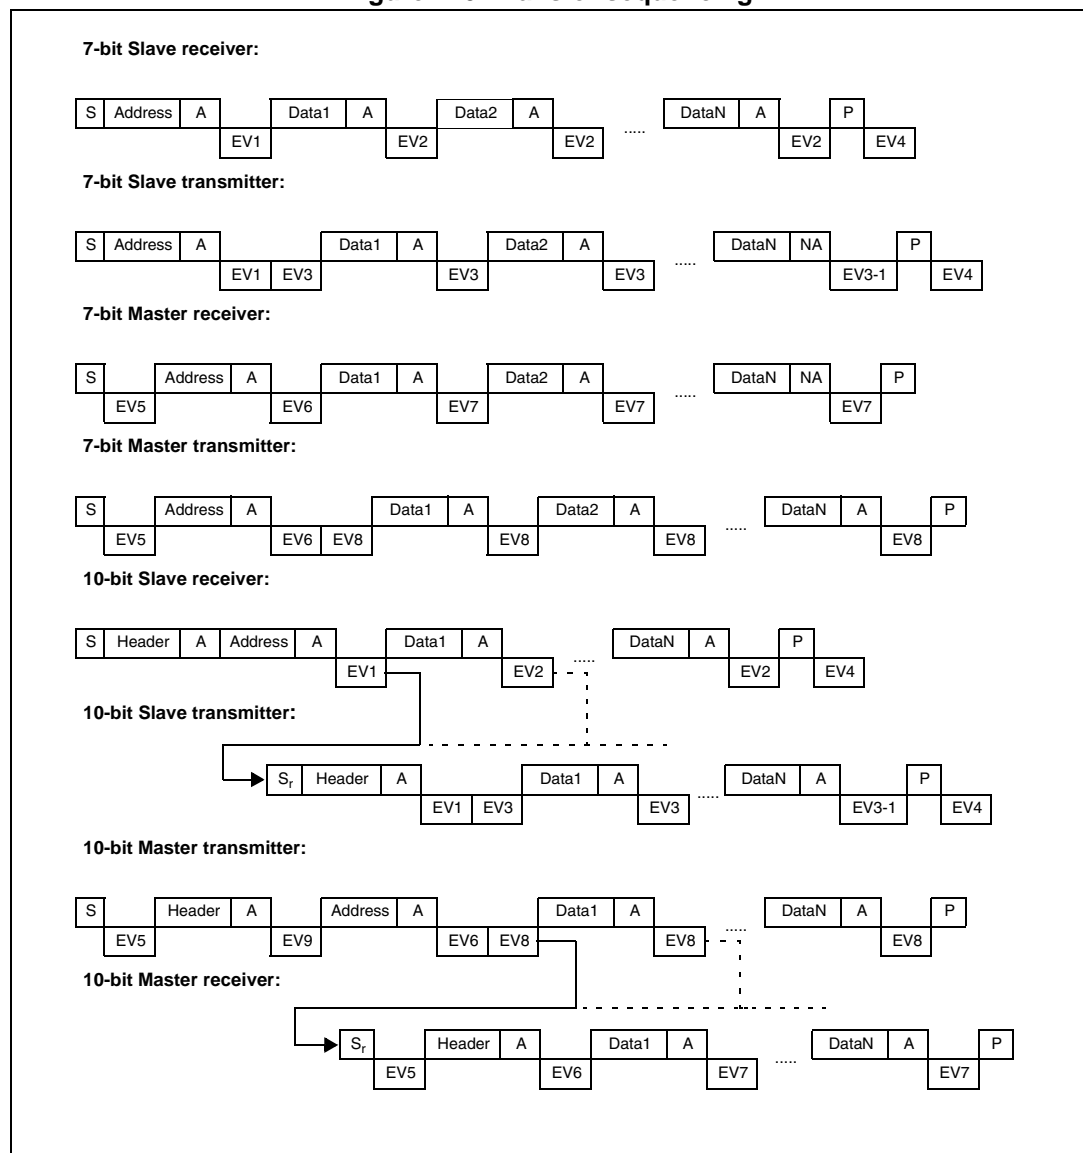 7-bit Slave receiver:
S Address A Data1 A Data2 A ..... DataN A P
EV1 EV2 EV2 EV2 EV4
7-bit Slave transmitter:
S Address A Data1 A Data2 A ..... DataN NA P
EV1 EV3 EV3 EV3 EV3-1 EV4
7-bit Master receiver:
S Address A Data1 A Data2 A ..... DataN NA P
EV5 EV6 EV7 EV7 EV7
7-bit Master transmitter:
S Address A Data1 A Data2 A ..... DataN A P
EV5 EV6 EV8 EV8 EV8 EV8
10-bit Slave receiver:
S Header A Address A Data1 A ..... DataN A P
EV1 EV2 EV2 EV4
10-bit Slave transmitter:
Sr Header A Data1 A ..... DataN A P
EV1 EV3 EV3 EV3-1 EV4
10-bit Master transmitter:
S Header A Address A Data1 A ..... DataN A P
EV5 EV9 EV6 EV8 EV8 EV8
10-bit Master receiver:
Sr Header A Data1 A ..... DataN A P
EV5 EV6 EV7 EV7